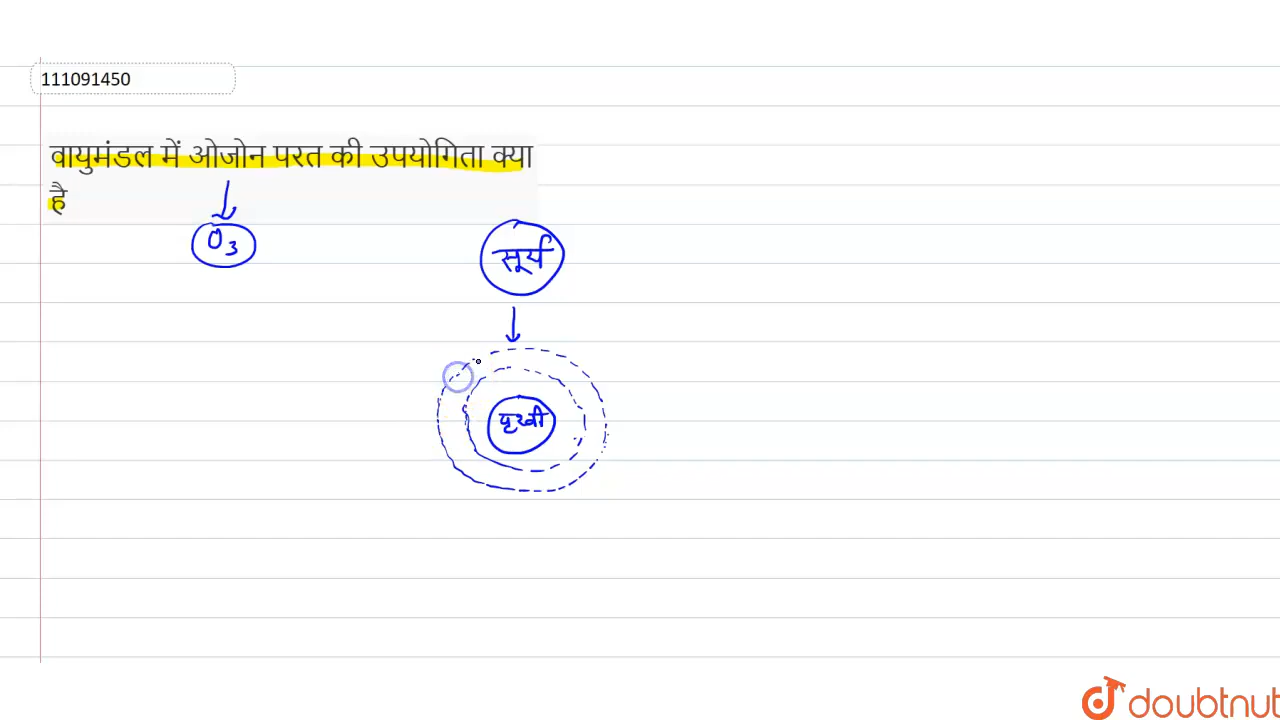 111091450
वायुमंडल में ओजोन परत की उपयोगिता क्या
है
O3
सूर्य
पृथ्वी
doubtnut